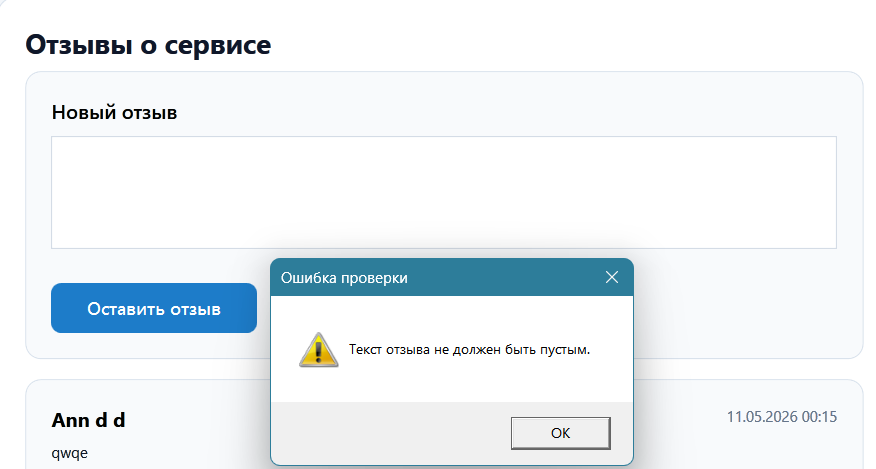 Отзывы о сервисе
Новый отзыв
Оставить отзыв
Ошибка проверки
Текст отзыва не должен быть пустым.
OK
Ann d d
11.05.2026 00:15
qwqe